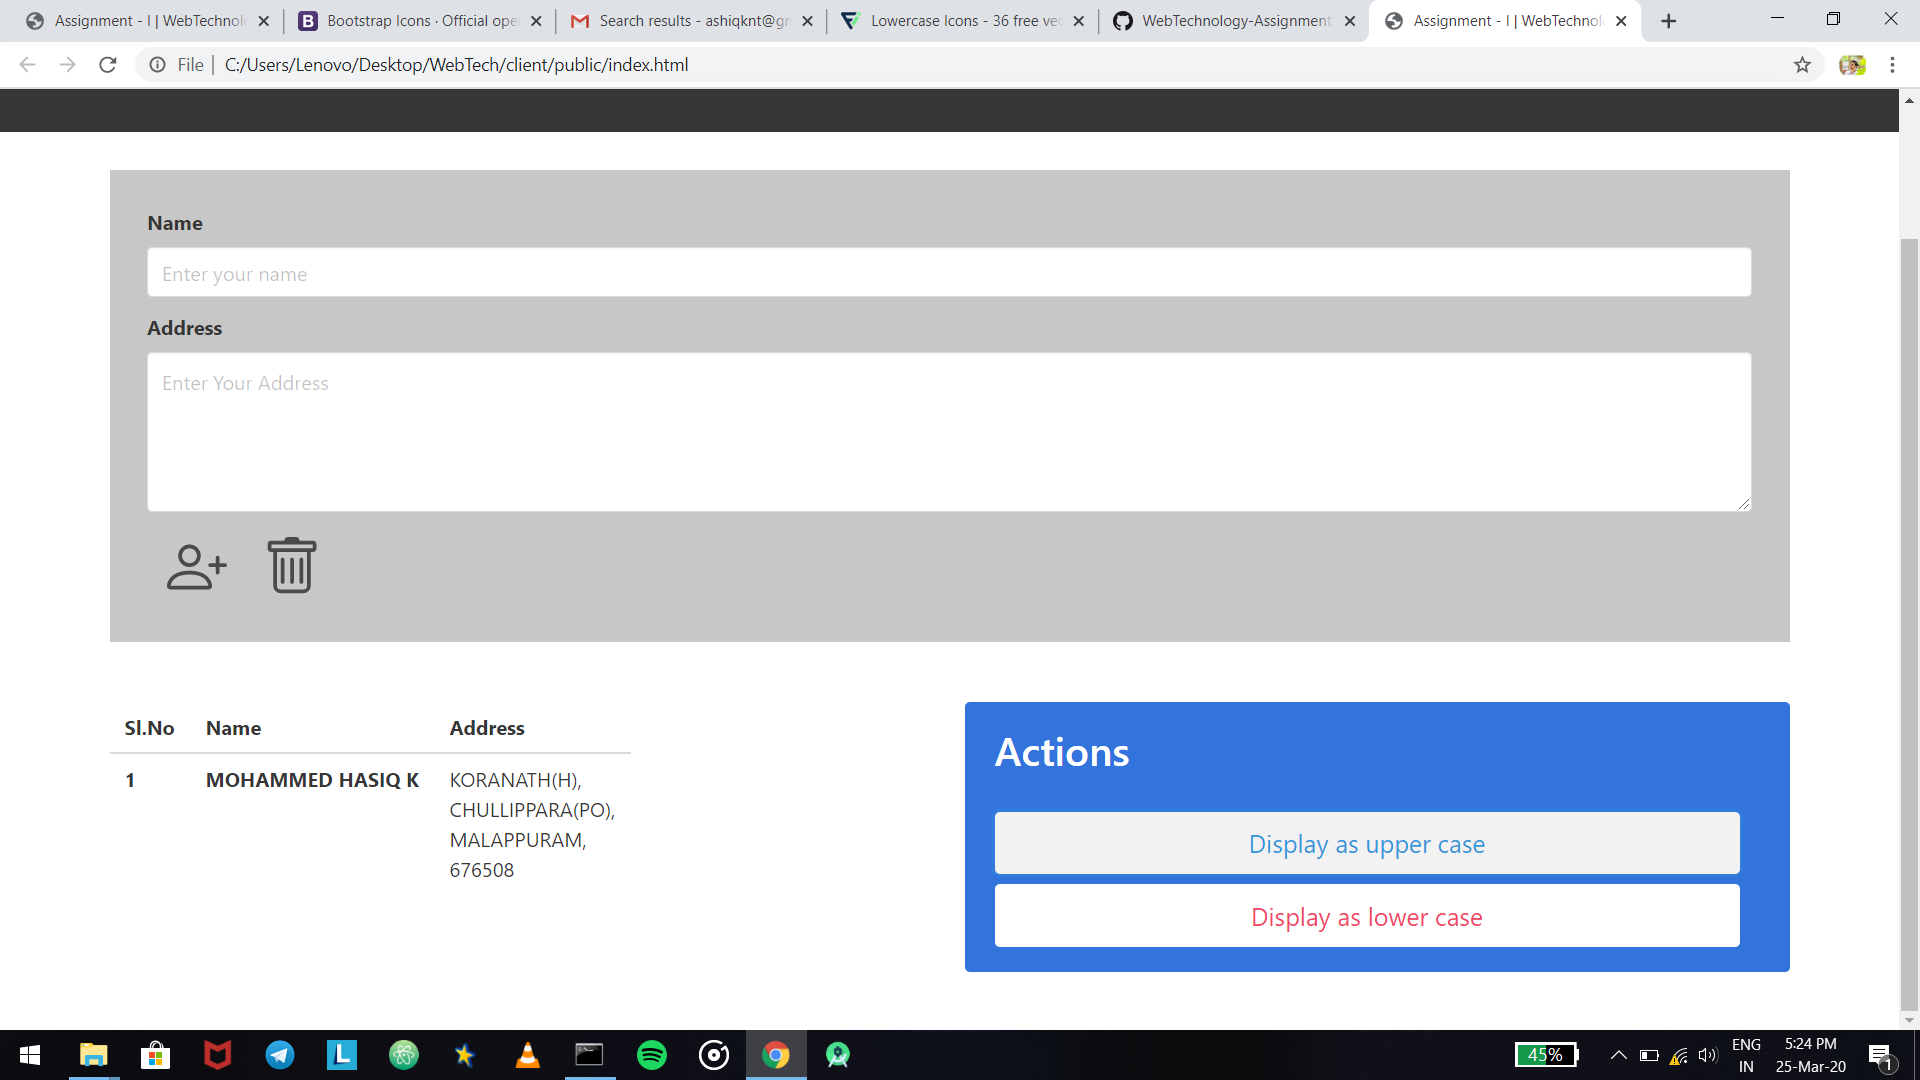 Assignment - I | WebTechnol
Bootstrap Icons · Official ope
Search results - ashiqknt@g
Lowercase Icons - 36 free ve
WebTechnology-Assignment
Assignment - I | WebTechnol
File | C:/Users/Lenovo/Desktop/WebTech/client/public/index.html
Name
Enter your name
Address
Enter Your Address
Sl.No Name Address
1 MOHAMMED HASIQ K KORANATH(H),
CHULLIPPARA(PO),
MALAPPURAM,
676508
Actions
Display as upper case
Display as lower case
45%
ENG
IN
5:24 PM
25-Mar-20
1